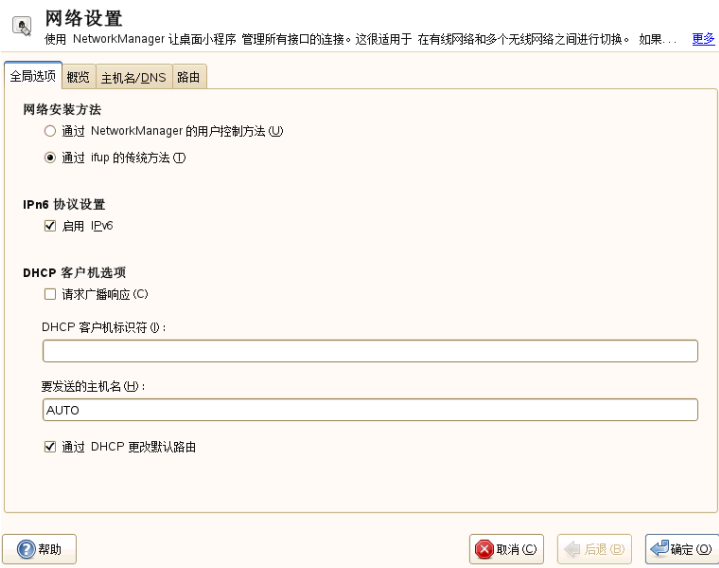 网络设置
使用 NetworkManager 让桌面小程序 管理所有接口的连接。这很适用于 在有线网络和多个无线网络之间进行切换。 如果... 更多
全局选项 概览 主机名/DNS 路由
网络安装方法
通过 NetworkManager 的用户控制方法(U)
通过 ifup 的传统方法(T)
IPn6 协议设置
启用 IPv6
DHCP 客户机选项
请求广播响应(C)
DHCP 客户机标识符(I):
要发送的主机名(H):
AUTO
通过 DHCP 更改默认路由
帮助 取消(C) 后退(B) 确定(O)